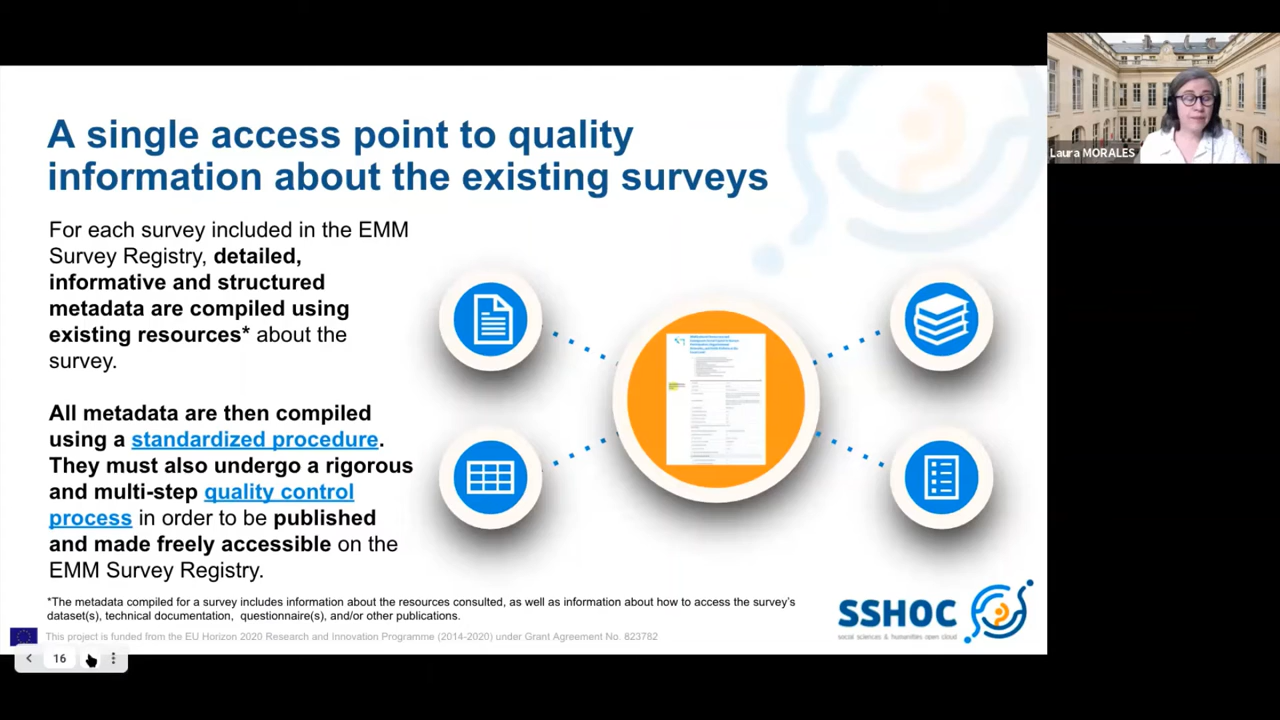 A single access point to quality
information about the existing surveys
For each survey included in the EMM
Survey Registry, detailed,
informative and structured
metadata are compiled using
existing resources* about the
survey.
All metadata are then compiled
using a standardized procedure.
They must also undergo a rigorous
and multi-step quality control
process in order to be published
and made freely accessible on the
EMM Survey Registry.
*The metadata compiled for a survey includes information about the resources consulted, as well as information about how to access the survey's
dataset(s), technical documentation, questionnaire(s), and/or other publications.
This project is funded from the EU Horizon 2020 Research and Innovation Programme (2014-2020) under Grant Agreement No. 823782
SSHOC
social sciences & humanities open cloud
16
Laura MORALES